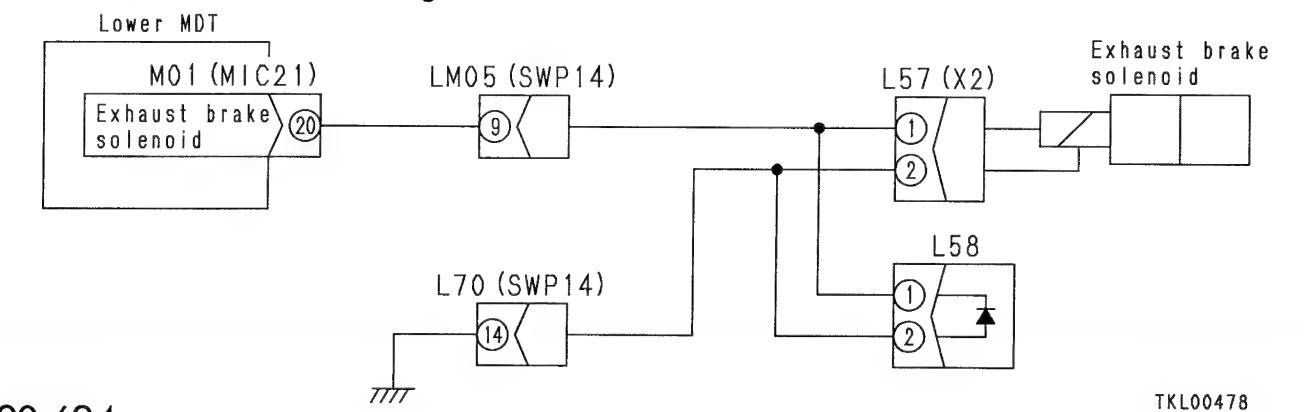 Lower MDT
M01 (MIC21)
Exhaust brake
solenoid
20
LM05 (SWP14)
9
L57 (X2)
1
2
Exhaust brake
solenoid
L58
1
2
L70 (SWP14)
14
TKL00478